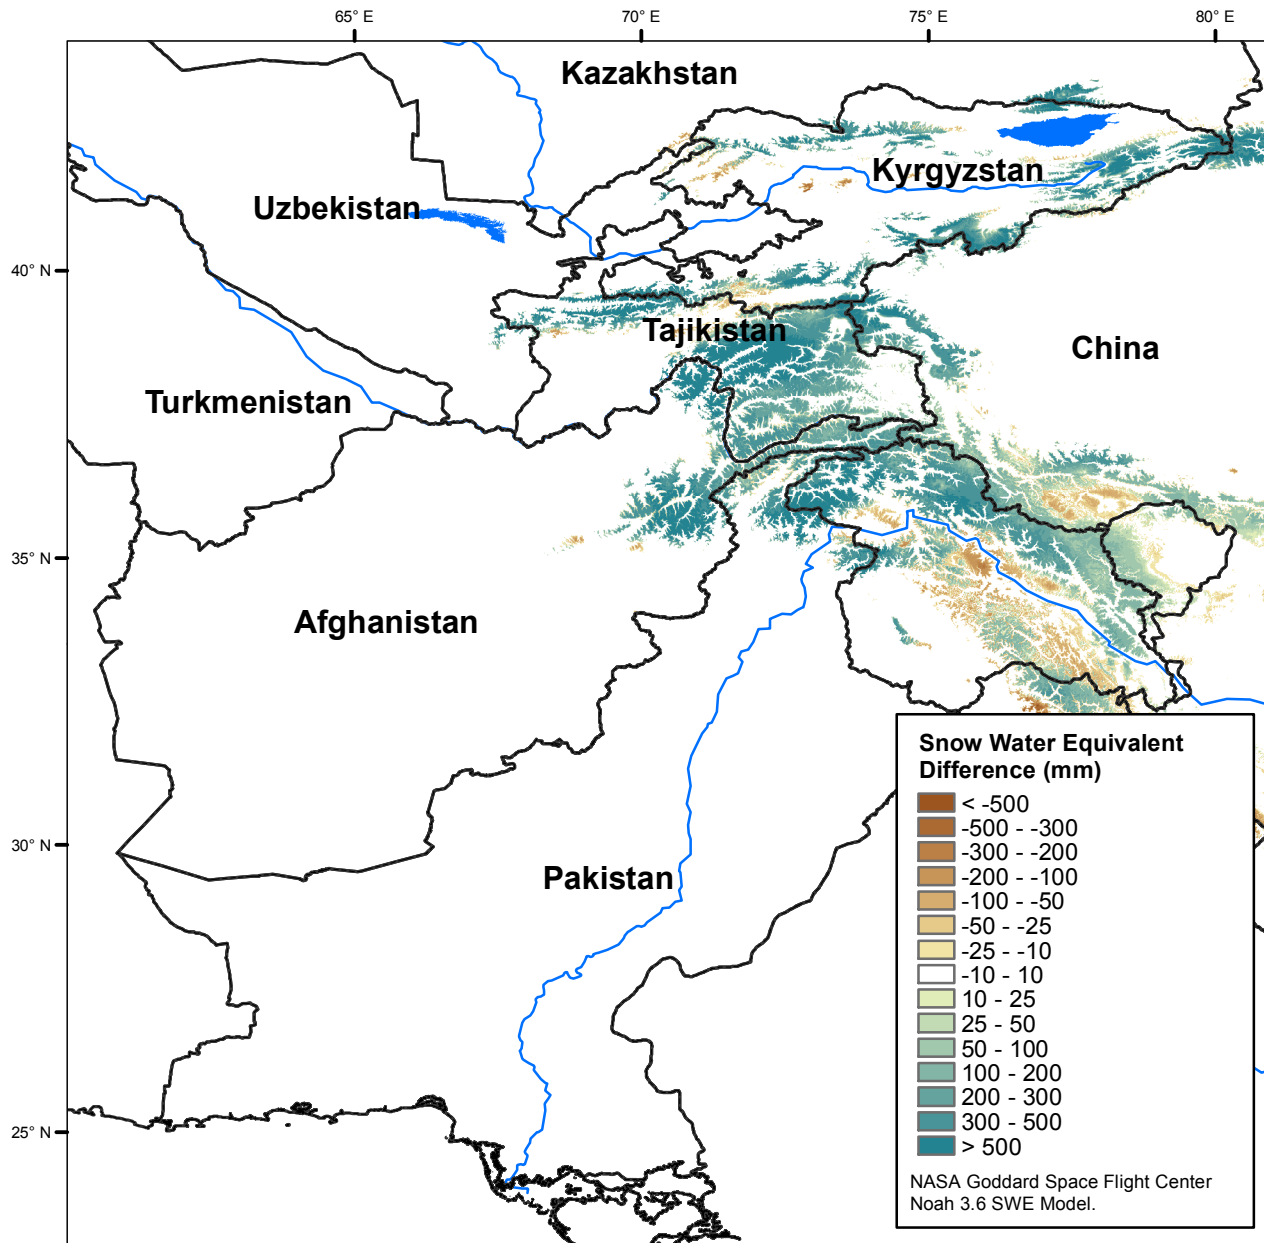 65° E
70° E
75° E
80° E
Kazakhstan
Kyrgyzstan
Uzbekistan
40° N
Tajikistan
China
Turkmenistan
35° N
Afghanistan
Snow Water Equivalent
Difference (mm)
< -500
-500 - -300
-300 - -200
-200 - -100
-100 - -50
-50 - -25
-25 - -10
-10 - 10
10 - 25
25 - 50
50 - 100
100 - 200
200 - 300
300 - 500
> 500
30° N
Pakistan
25° N
NASA Goddard Space Flight Center
Noah 3.6 SWE Model.